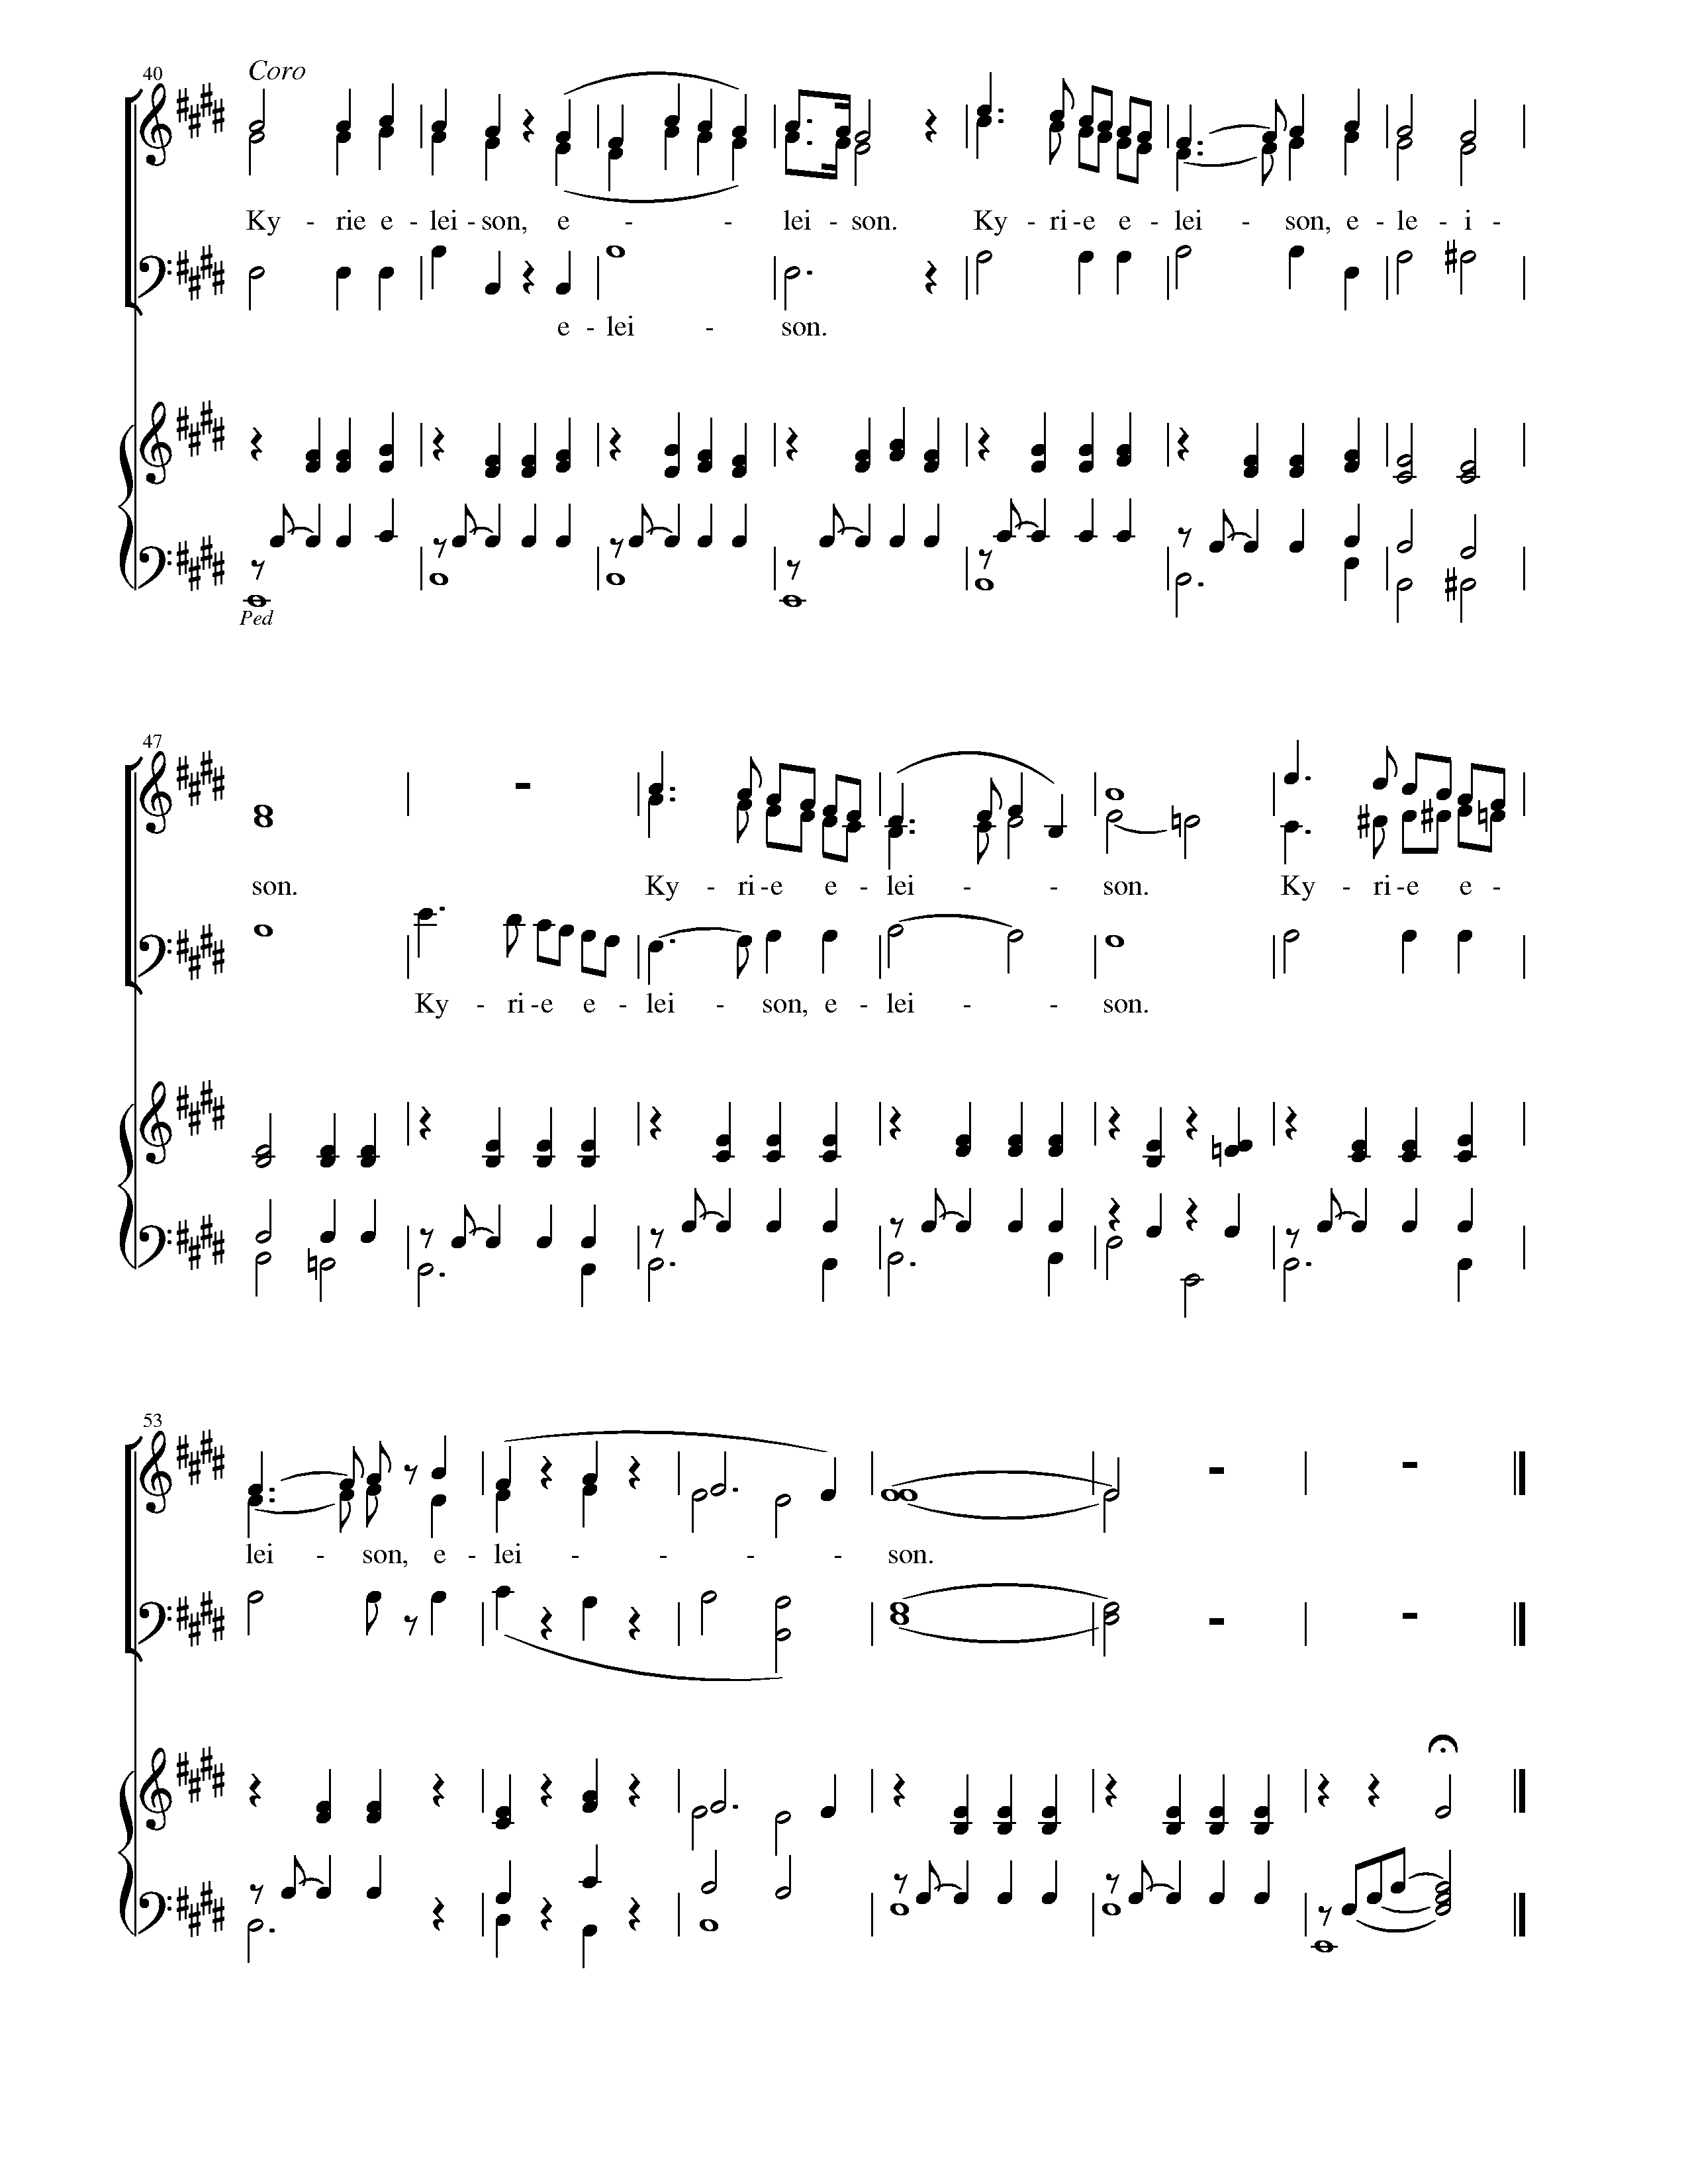 40 Coro
Ky - rie e - lei - son, e - - lei - son. Ky - ri - e e - lei - son, e - le - i -
e - lei - son.
Ped
47
son. Ky - ri - e e - lei - - son. Ky - ri - e e -
Ky - ri - e e - lei - son, e - lei - - son.
53
lei - son, e - lei - - - - son.